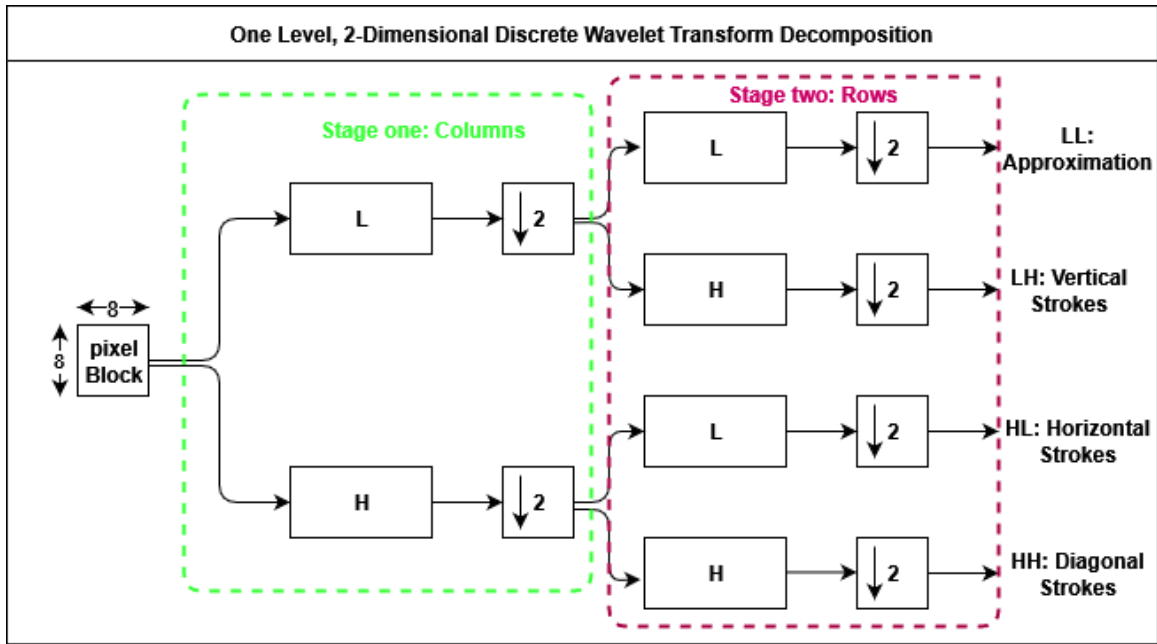 One Level, 2-Dimensional Discrete Wavelet Transform Decomposition
Stage one: Columns
Stage two: Rows
8
8
pixel
Block
L
2
H
2
L
2
H
2
L
2
H
2
LL:
Approximation
LH: Vertical
Strokes
HL: Horizontal
Strokes
HH: Diagonal
Strokes